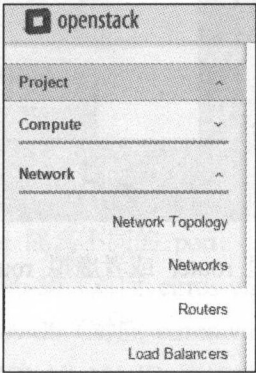 openstack
Project
Compute
Network
Network Topology
Networks
Routers
Load Balancers